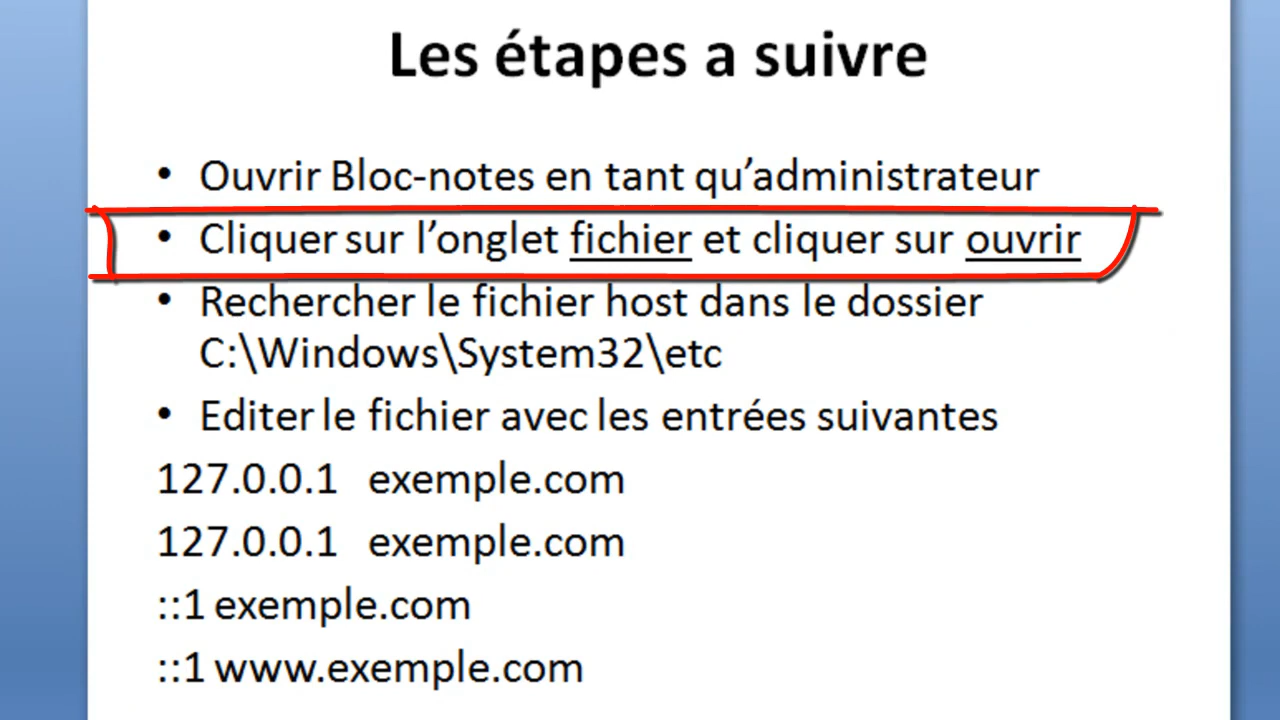 Les étapes a suivre
• Ouvrir Bloc-notes en tant qu’administrateur
• Cliquer sur l’onglet fichier et cliquer sur ouvrir
• Rechercher le fichier host dans le dossier
C:\Windows\System32\etc
• Editer le fichier avec les entrées suivantes
127.0.0.1 exemple.com
127.0.0.1 exemple.com
::1 exemple.com
::1 www.exemple.com